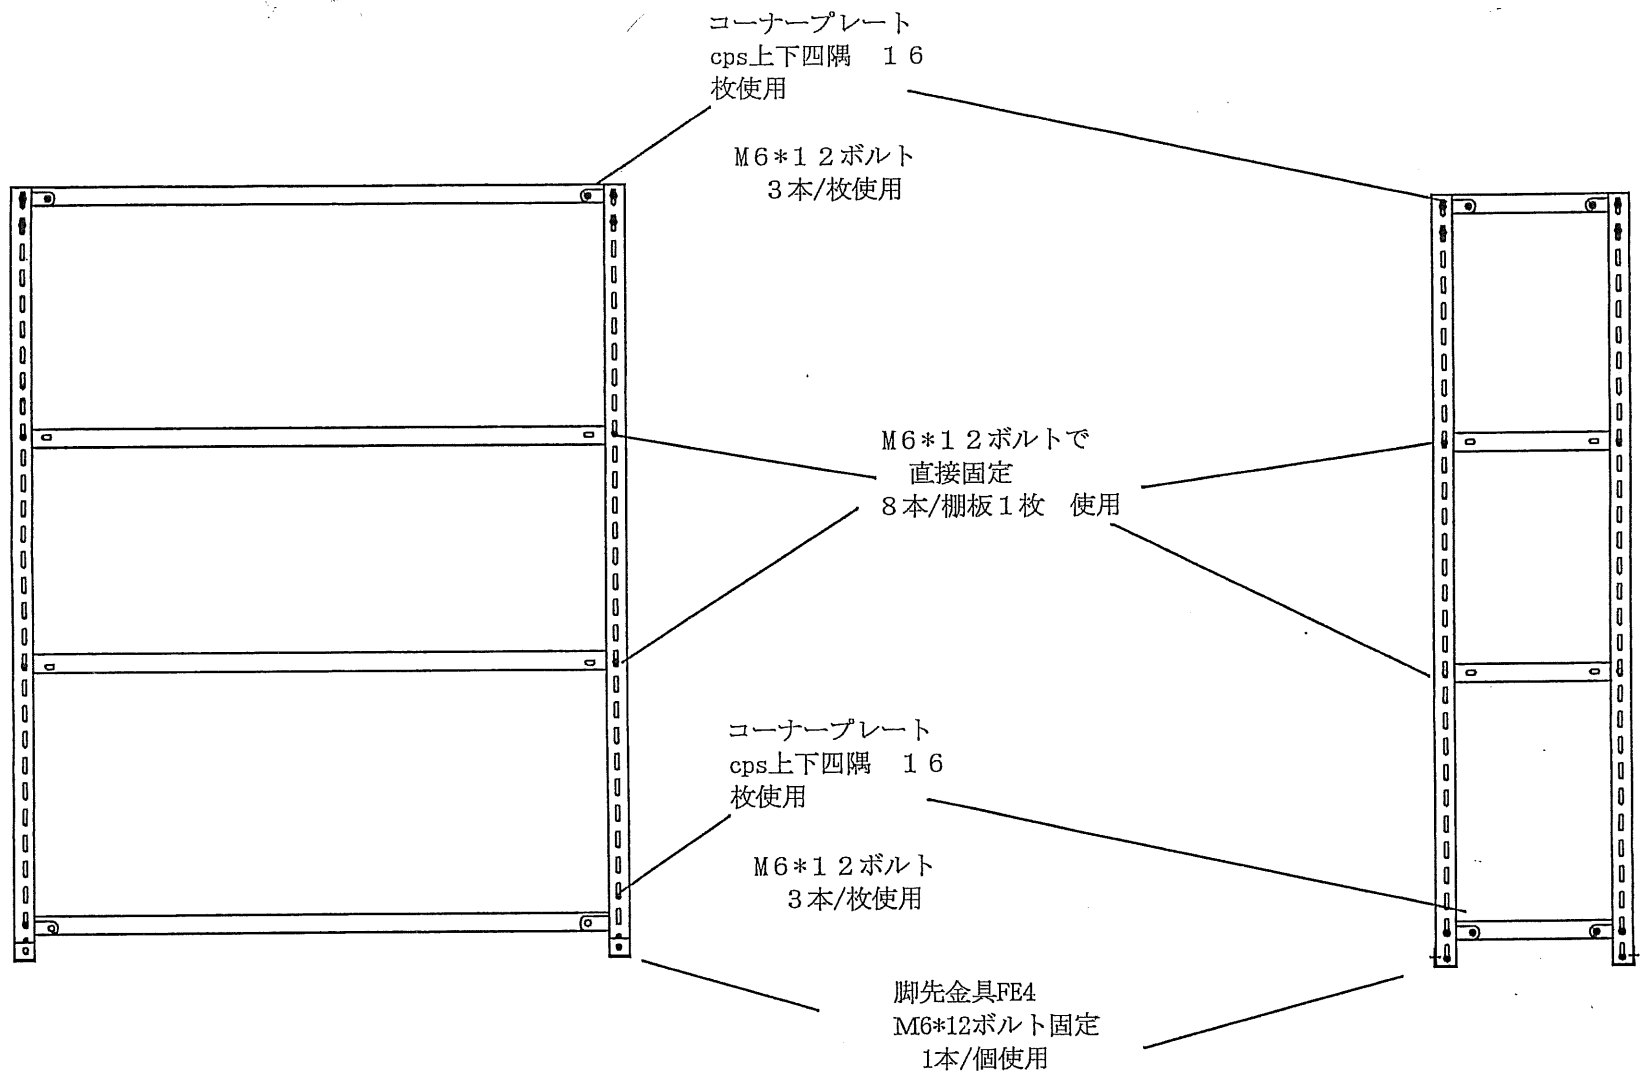 コーナープレート
cps上下四隅　１６
枚使用
Ｍ６*１２ボルト
３本/枚使用
Ｍ６*１２ボルトで
直接固定
８本/棚板１枚　使用
コーナープレート
cps上下四隅　１６
枚使用
Ｍ６*１２ボルト
３本/枚使用
脚先金具FE4
M6*12ボルト固定
1本/個使用